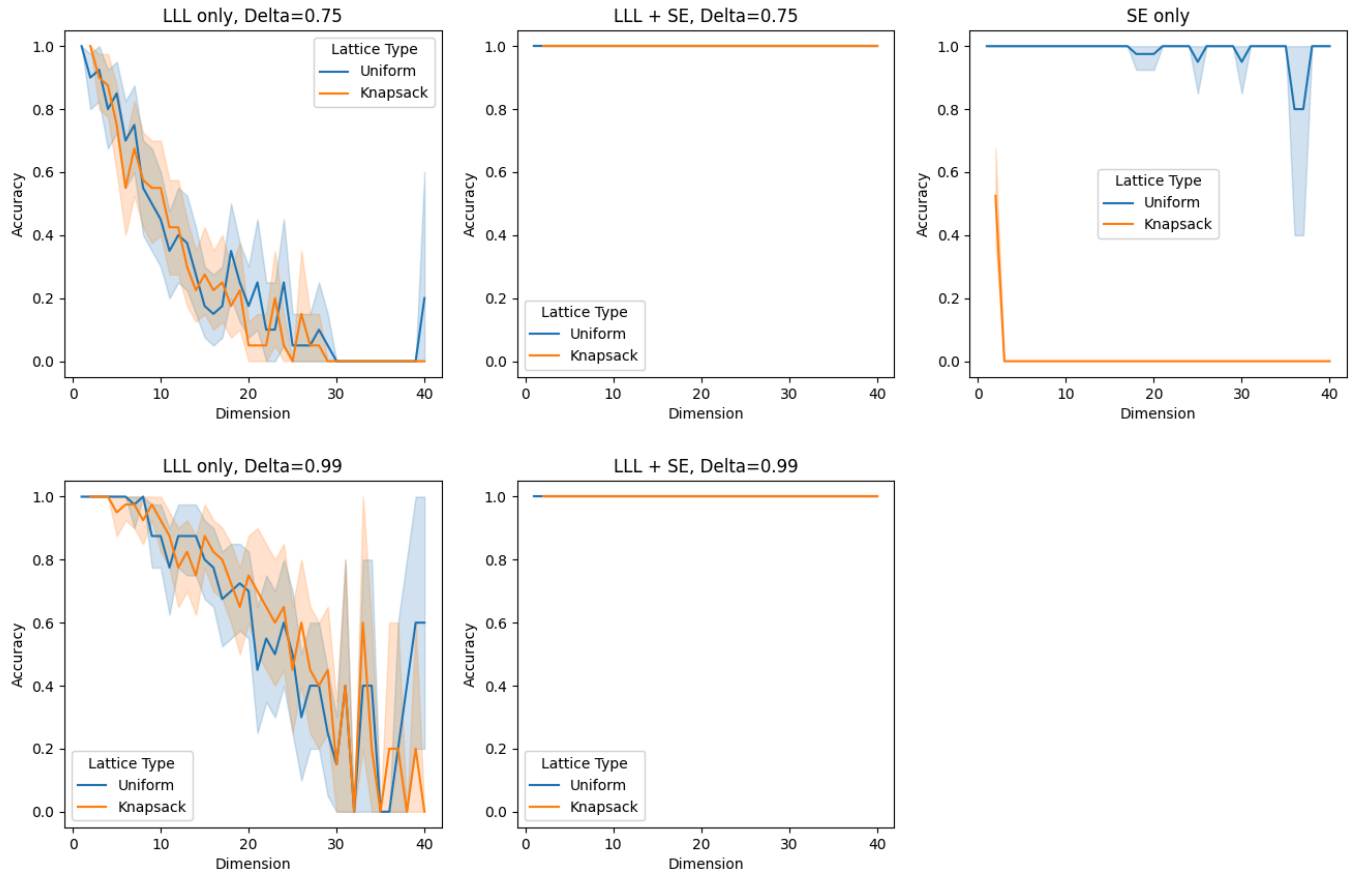 LLL only, Delta=0.75
Accuracy
1.0
0.8
0.6
0.4
0.2
0.0
Lattice Type
Uniform
Knapsack
0 10 20 30 40
Dimension
LLL + SE, Delta=0.75
Accuracy
1.0
0.8
0.6
0.4
0.2
0.0
Lattice Type
Uniform
Knapsack
0 10 20 30 40
Dimension
SE only
Accuracy
1.0
0.8
0.6
0.4
0.2
0.0
Lattice Type
Uniform
Knapsack
0 10 20 30 40
Dimension
LLL only, Delta=0.99
Accuracy
1.0
0.8
0.6
0.4
0.2
0.0
Lattice Type
Uniform
Knapsack
0 10 20 30 40
Dimension
LLL + SE, Delta=0.99
Accuracy
1.0
0.8
0.6
0.4
0.2
0.0
Lattice Type
Uniform
Knapsack
0 10 20 30 40
Dimension